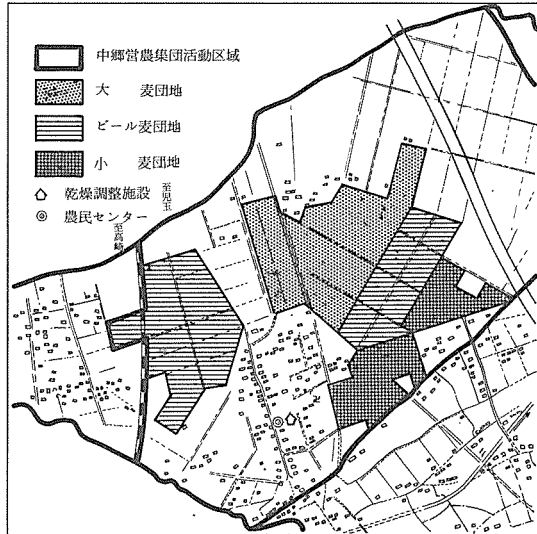 中郷営農集団活動区域
大　麦団地
ビール麦団地
小　麦団地
乾燥調整施設
農民センター
至児玉
至高崎